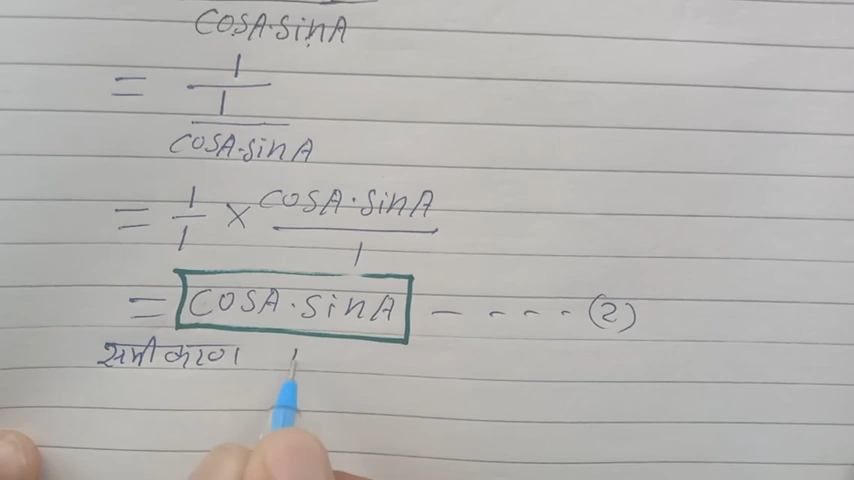 cosA.sinA
= 1
1
cosA.sinA
= 1/1 × cosA.sinA/1
= cosA.sinA - - - - - (2)
समीकरण 1